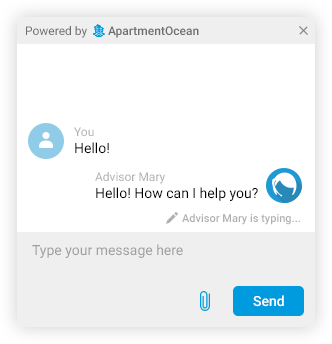 Powered by ApartmentOcean
You
Hello!
Advisor Mary
Hello! How can I help you?
Advisor Mary is typing...
Type your message here
Send